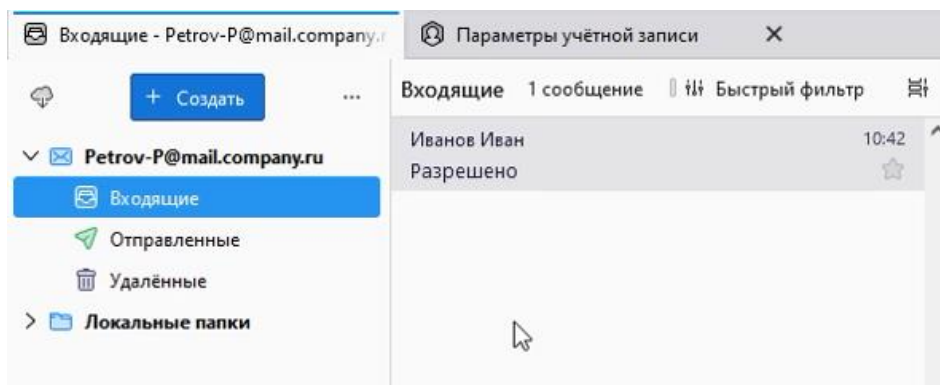 Входящие - Petrov-P@mail.company.r
Параметры учётной записи
+ Создать
Входящие 1 сообщение Быстрый фильтр
Petrov-P@mail.company.ru
Входящие
Отправленные
Удалённые
Локальные папки
Иванов Иван 10:42
Разрешено